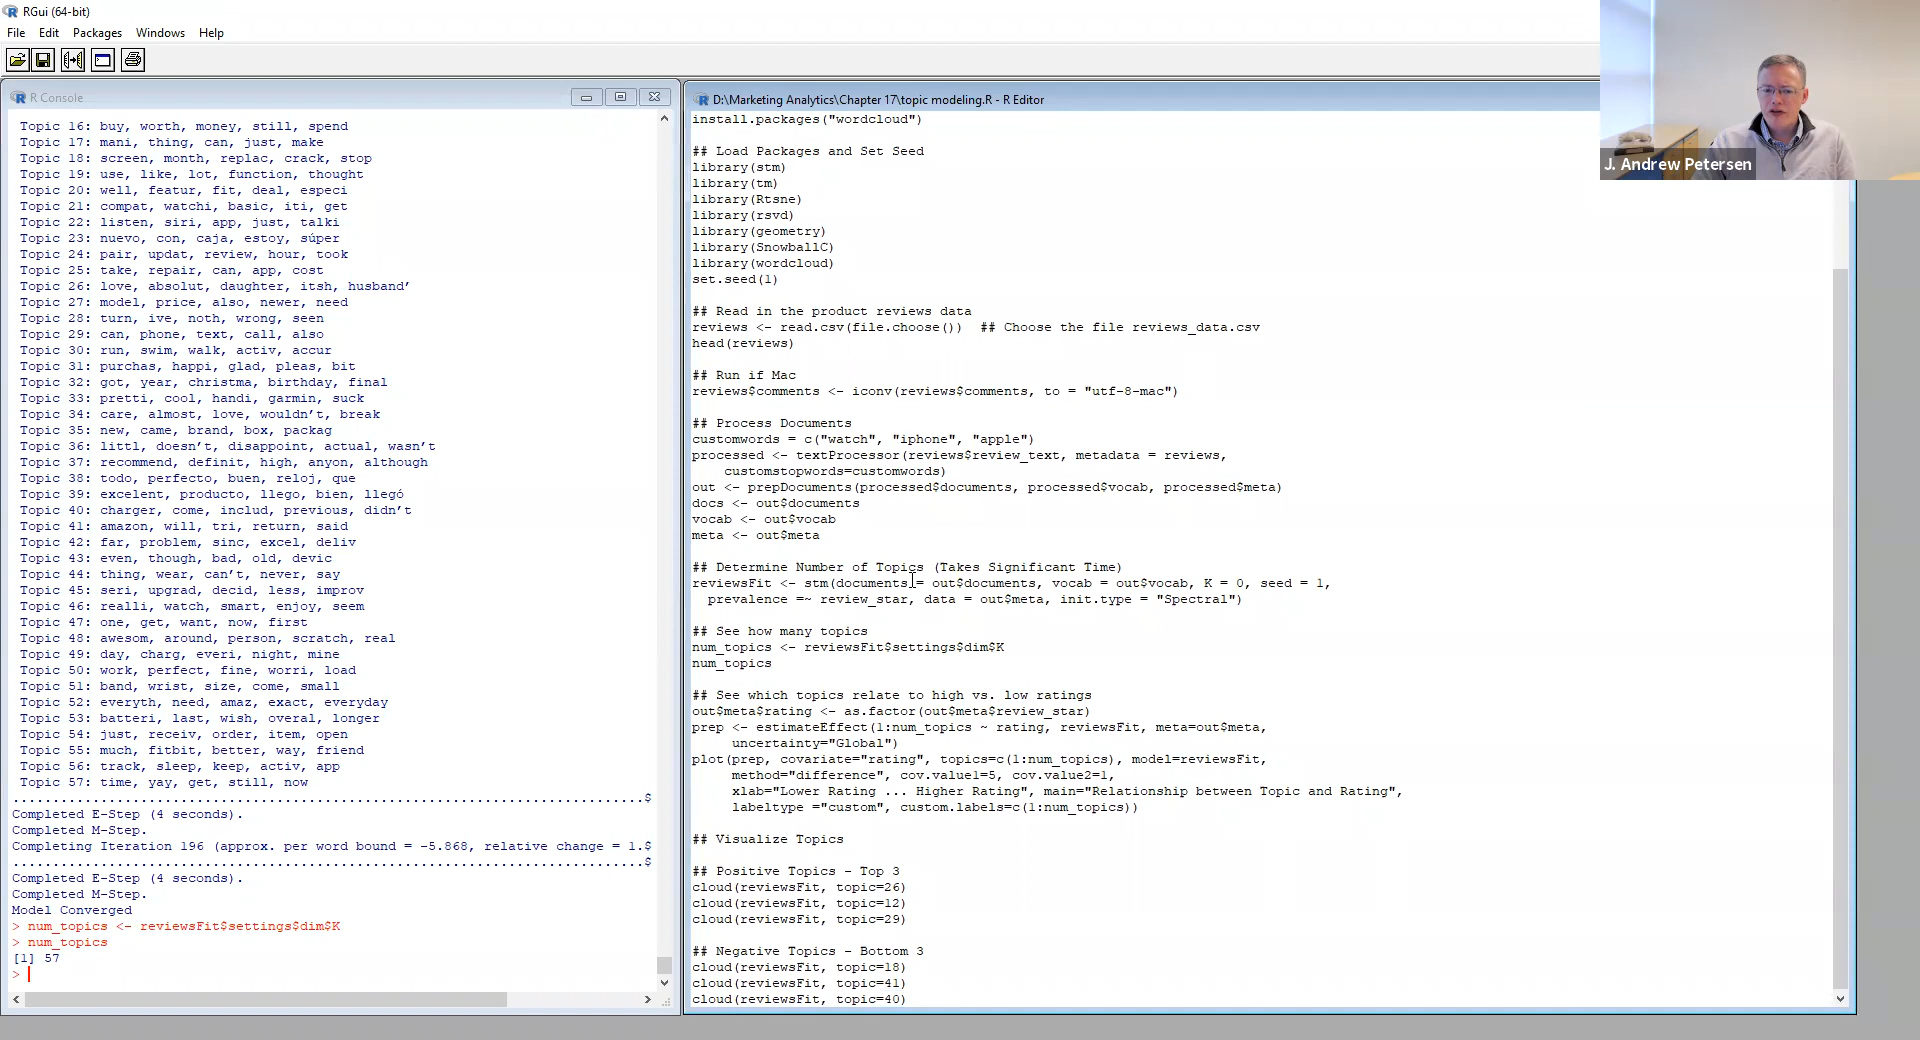 RGui (64-bit)
File Edit Packages Windows Help
R Console
Topic 16: buy, worth, money, still, spend
Topic 17: mani, thing, can, just, make
Topic 18: screen, month, replac, crack, stop
Topic 19: use, like, lot, function, thought
Topic 20: well, featur, fit, deal, especi
Topic 21: compat, watchi, basic, iti, get
Topic 22: listen, siri, app, just, talki
Topic 23: nuevo, con, caja, estoy, súper
Topic 24: pair, updat, review, hour, took
Topic 25: take, repair, can, app, cost
Topic 26: love, absolut, daughter, itsh, husband’
Topic 27: model, price, also, newer, need
Topic 28: turn, ive, noth, wrong, seen
Topic 29: can, phone, text, call, also
Topic 30: run, swim, walk, activ, accur
Topic 31: purchas, happi, glad, pleas, bit
Topic 32: got, year, christma, birthday, final
Topic 33: pretti, cool, handi, garmin, suck
Topic 34: care, almost, love, wouldn’t, break
Topic 35: new, came, brand, box, packag
Topic 36: littl, doesn’t, disappoint, actual, wasn’t
Topic 37: recommend, definit, high, anyon, although
Topic 38: todo, perfecto, buen, reloj, que
Topic 39: excelent, producto, llego, bien, llegó
Topic 40: charger, come, includ, previous, didn’t
Topic 41: amazon, will, tri, return, said
Topic 42: far, problem, sinc, excel, deliv
Topic 43: even, though, bad, old, devic
Topic 44: thing, wear, can’t, never, say
Topic 45: seri, upgrad, decid, less, improv
Topic 46: realli, watch, smart, enjoy, seem
Topic 47: one, get, want, now, first
Topic 48: awesom, around, person, scratch, real
Topic 49: day, charg, everi, night, mine
Topic 50: work, perfect, fine, worri, load
Topic 51: band, wrist, size, come, small
Topic 52: everyth, need, amaz, exact, everyday
Topic 53: batteri, last, wish, overal, longer
Topic 54: just, receiv, order, item, open
Topic 55: much, fitbit, better, way, friend
Topic 56: track, sleep, keep, activ, app
Topic 57: time, yay, get, still, now
...............................................................................$
Completed E-Step (4 seconds).
Completed M-Step.
Completing Iteration 196 (approx. per word bound = -5.868, relative change = 1.$
...............................................................................$
Completed E-Step (4 seconds).
Completed M-Step.
Model Converged
> num_topics <- reviewsFit$settings$dim$K
> num_topics
[1] 57
>
D:\Marketing Analytics\Chapter 17\topic modeling.R - R Editor
install.packages("wordcloud")
## Load Packages and Set Seed
library(stm)
library(tm)
library(Rtsne)
library(rsvd)
library(geometry)
library(SnowballC)
library(wordcloud)
set.seed(1)
## Read in the product reviews data
reviews <- read.csv(file.choose())  ## Choose the file reviews_data.csv
head(reviews)
## Run if Mac
reviews$comments <- iconv(reviews$comments, to = "utf-8-mac")
## Process Documents
customwords = c("watch", "iphone", "apple")
processed <- textProcessor(reviews$review_text, metadata = reviews,
customstopwords=customwords)
out <- prepDocuments(processed$documents, processed$vocab, processed$meta)
docs <- out$documents
vocab <- out$vocab
meta <- out$meta
## Determine Number of Topics (Takes Significant Time)
reviewsFit <- stm(documents = out$documents, vocab = out$vocab, K = 0, seed = 1,
prevalence =~ review_star, data = out$meta, init.type = "Spectral")
## See how many topics
num_topics <- reviewsFit$settings$dim$K
num_topics
## See which topics relate to high vs. low ratings
out$meta$rating <- as.factor(out$meta$review_star)
prep <- estimateEffect(1:num_topics ~ rating, reviewsFit, meta=out$meta,
uncertainty="Global")
plot(prep, covariate="rating", topics=c(1:num_topics), model=reviewsFit,
method="difference", cov.value1=5, cov.value2=1,
xlab="Lower Rating ... Higher Rating", main="Relationship between Topic and Rating",
labeltype ="custom", custom.labels=c(1:num_topics))
## Visualize Topics
## Positive Topics - Top 3
cloud(reviewsFit, topic=26)
cloud(reviewsFit, topic=12)
cloud(reviewsFit, topic=29)
## Negative Topics - Bottom 3
cloud(reviewsFit, topic=18)
cloud(reviewsFit, topic=41)
cloud(reviewsFit, topic=40)
J. Andrew Petersen